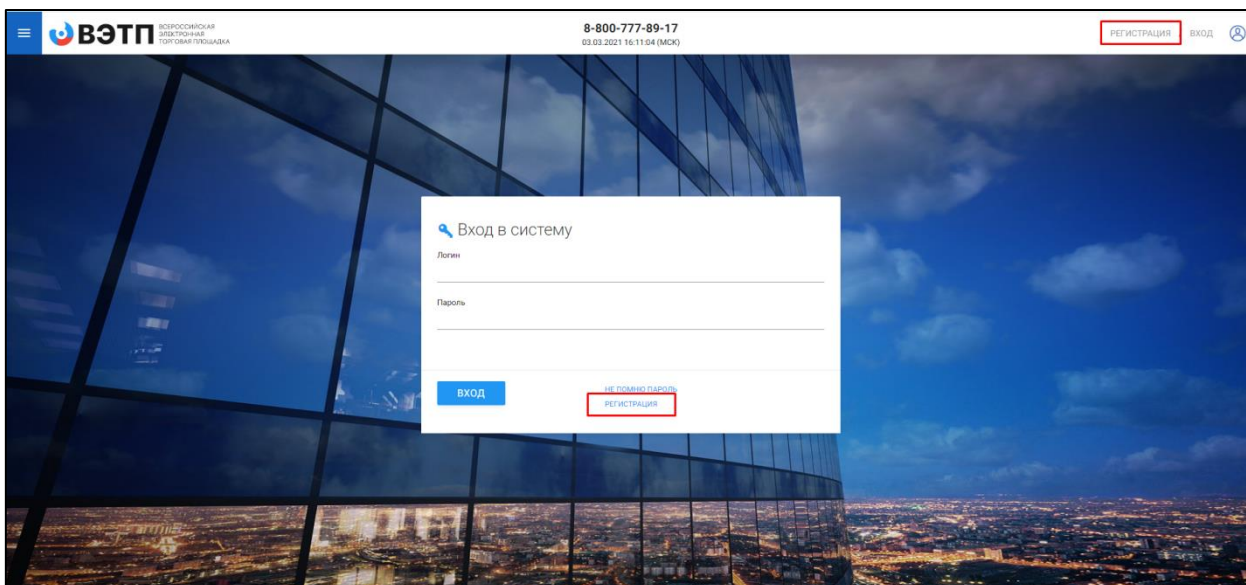 ВЭТП
ВСЕРОССИЙСКАЯ
ЭЛЕКТРОННАЯ
ТОРГОВАЯ ПЛОЩАДКА
8-800-777-89-17
03.03.2021 16:11:04 (МСК)
РЕГИСТРАЦИЯ ВХОД
Вход в систему
Логин
Пароль
ВХОД
НЕ ПОМНЮ ПАРОЛЬ
РЕГИСТРАЦИЯ